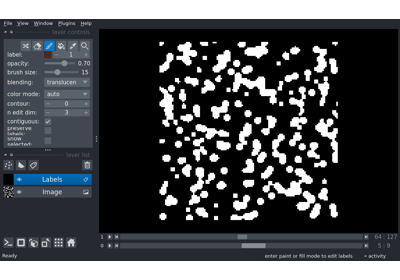 File View Window Plugins Help
layer controls
label: 1
opacity: 0.70
brush size: 15
blending: translucen
color mode: auto
contour: 0
n edit dim: 3
contiguous: ✓
preserve
labels:
show
selected:
layer list
Labels
Image
1 64 127
0 5 9
Ready enter paint or fill mode to edit labels activity